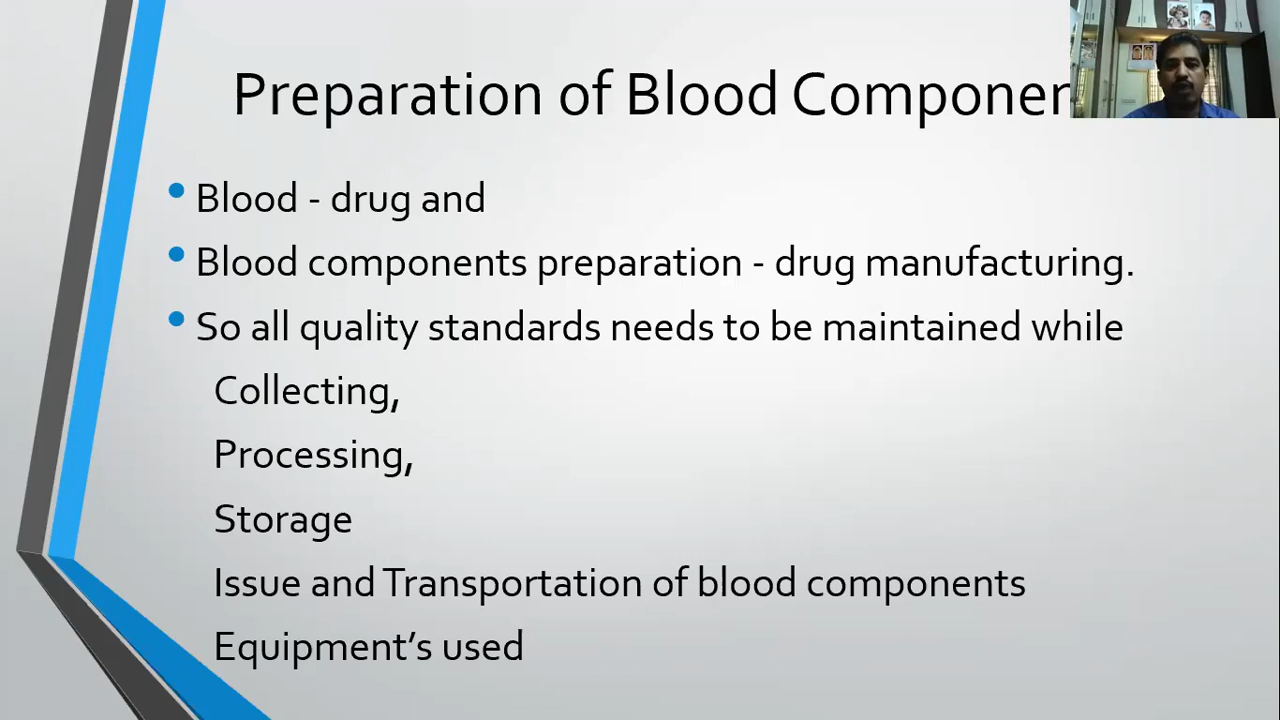 Preparation of Blood Componen
Blood - drug and
Blood components preparation - drug manufacturing.
So all quality standards needs to be maintained while
Collecting,
Processing,
Storage
Issue and Transportation of blood components
Equipment’s used